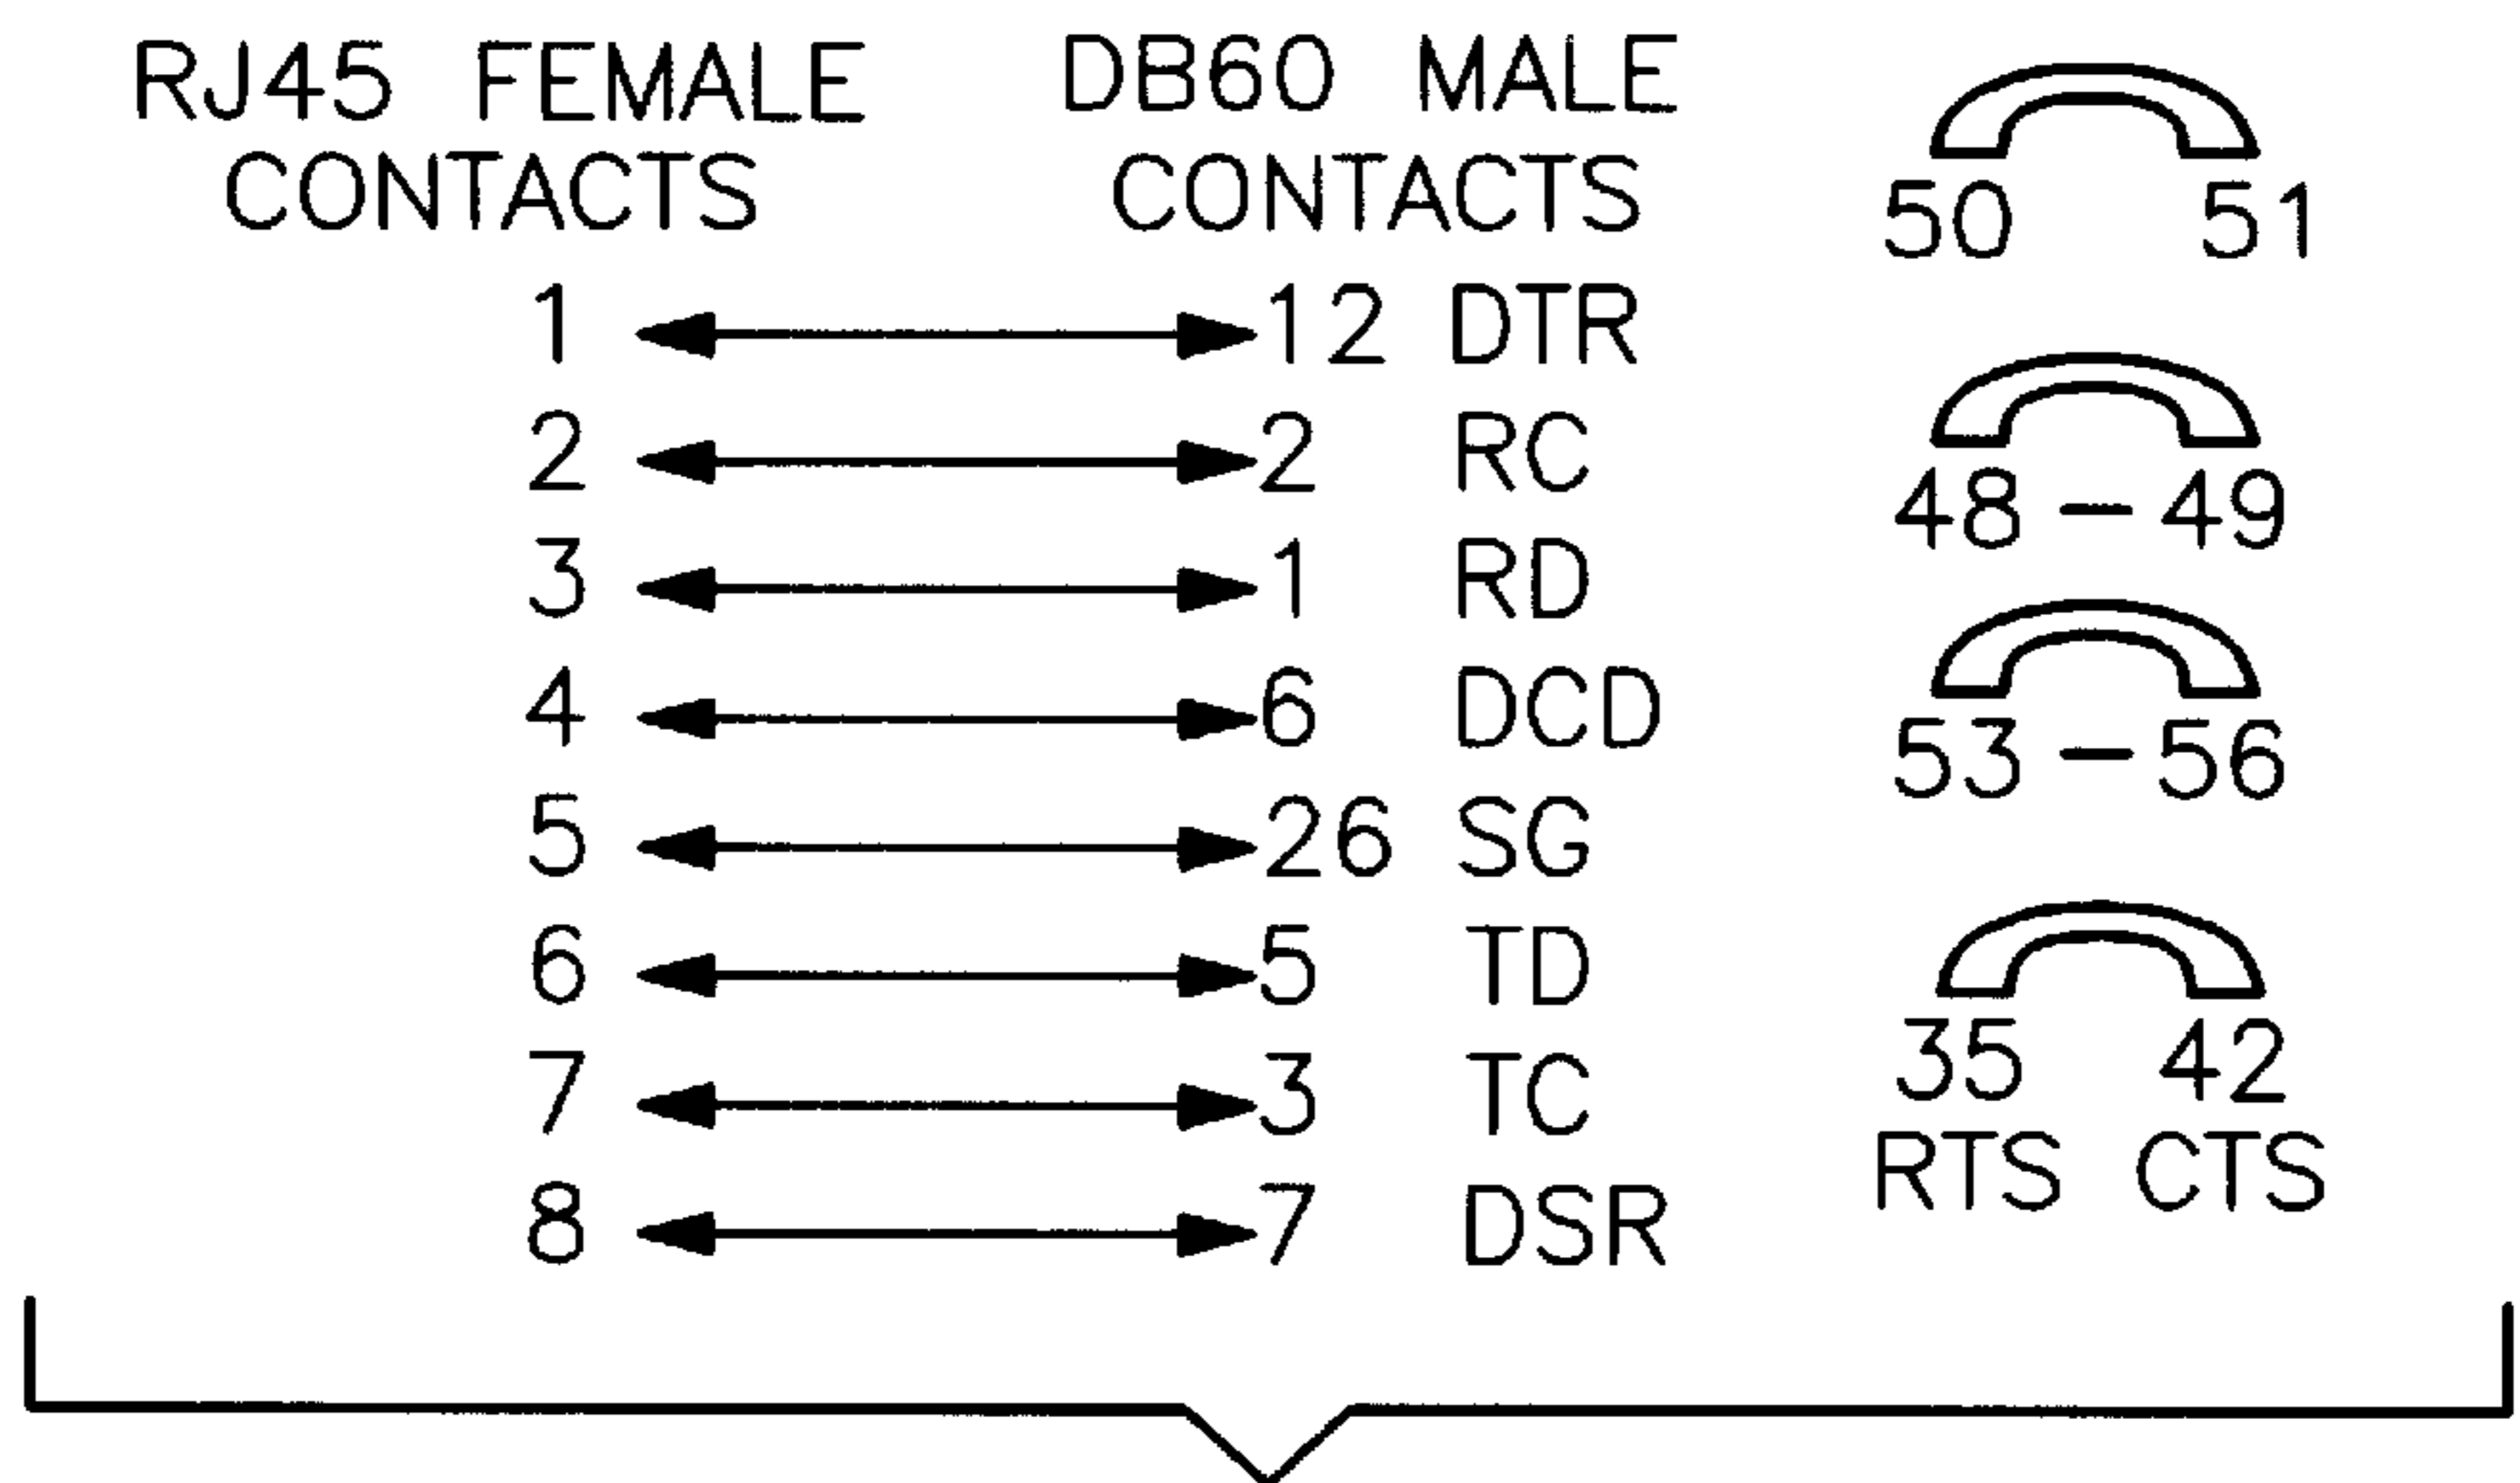 RJ45 FEMALE CONTACTS DB60 MALE CONTACTS
50 51
1 12 DTR
2 2 RC
48-49
3 1 RD
4 6 DCD
53-56
5 26 SG
6 5 TD
7 3 TC
35 42
RTS CTS
8 7 DSR